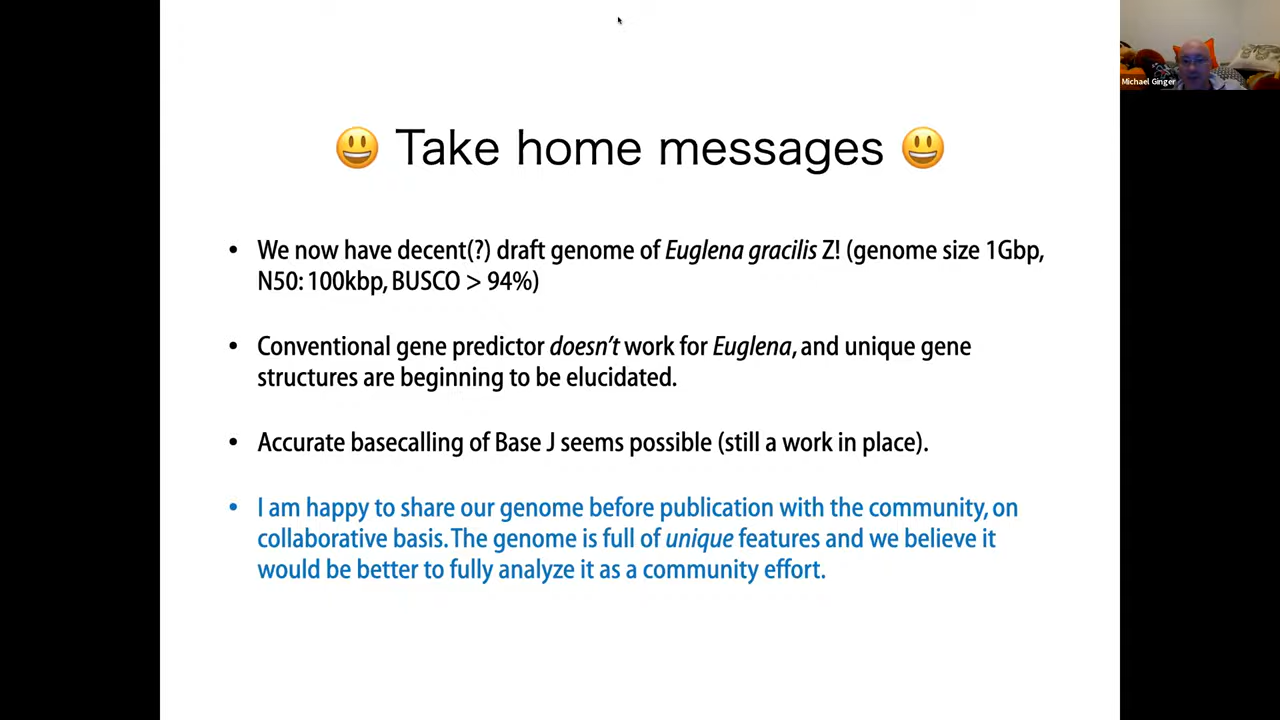 Michael Ginger
😃 Take home messages 😃
• We now have decent(?) draft genome of Euglena gracilis Z! (genome size 1Gbp,
N50: 100kbp, BUSCO > 94%)
• Conventional gene predictor doesn't work for Euglena, and unique gene
structures are beginning to be elucidated.
• Accurate basecalling of Base J seems possible (still a work in place).
• I am happy to share our genome before publication with the community, on
collaborative basis. The genome is full of unique features and we believe it
would be better to fully analyze it as a community effort.